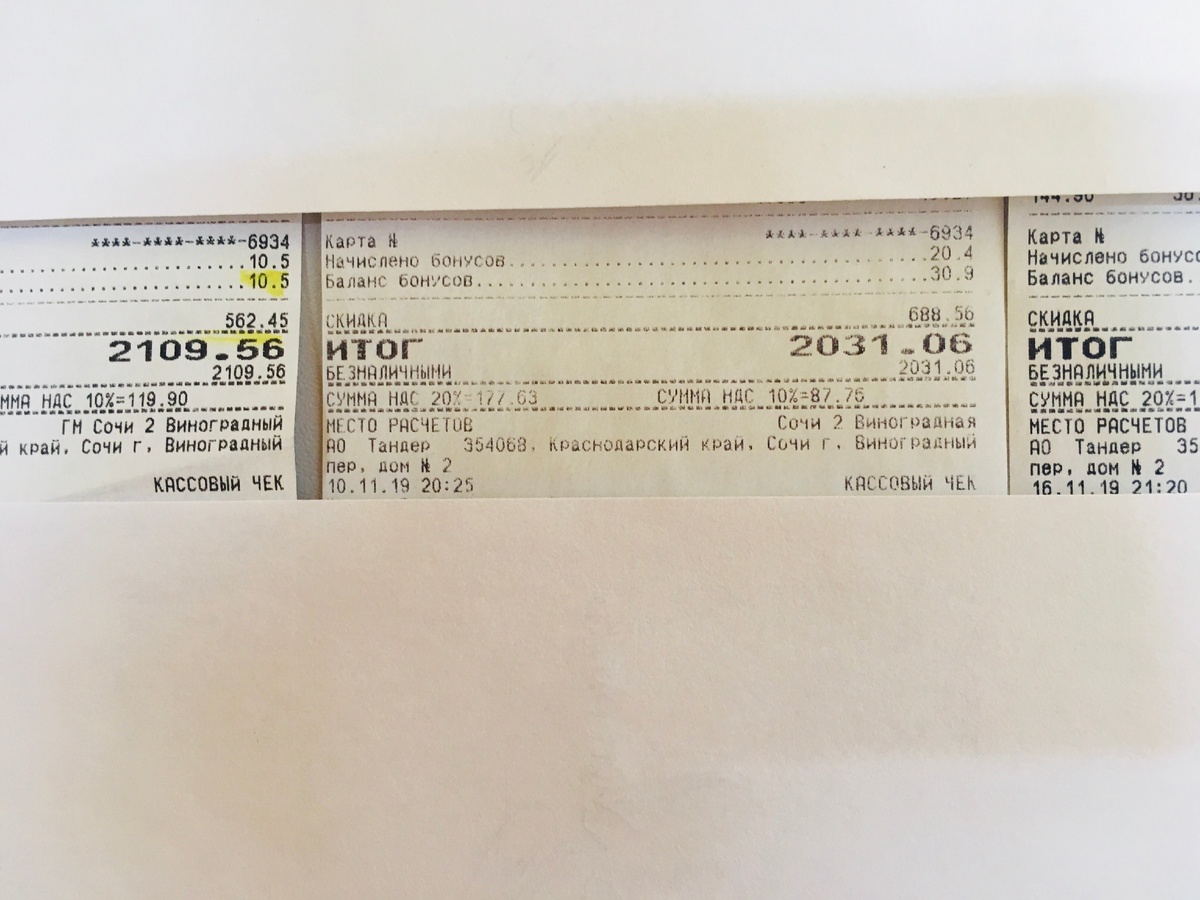 ****-****-****-6934
..........10.5
..........10.5
562.45
2109.56
2109.56
ММА НДС 10%=119.90
ГМ Сочи 2 Виноградный
й край, Сочи г, Виноградный
КАССОВЫЙ ЧЕК
Карта № ****-****-****-6934
Начислено бонусов..........20.4
Баланс бонусов..........30.9
СКИДКА 688.56
ИТОГ 2031.06
БЕЗНАЛИЧНЫМИ 2031.06
СУММА НДС 20%=177.63 СУММА НДС 10%=87.76
МЕСТО РАСЧЕТОВ Сочи 2 Виноградная
АО Тандер 354068, Краснодарский край, Сочи г, Виноградный
пер, дом № 2
10.11.19 20:25 КАССОВЫЙ ЧЕК
144.90
Карта №
Начислено бонусо
Баланс бонусов.
СКИДКА
ИТОГ
БЕЗНАЛИЧНЫМИ
СУММА НДС 20%=1
МЕСТО РАСЧЕТОВ
АО Тандер 35
пер, дом № 2
16.11.19 21:20